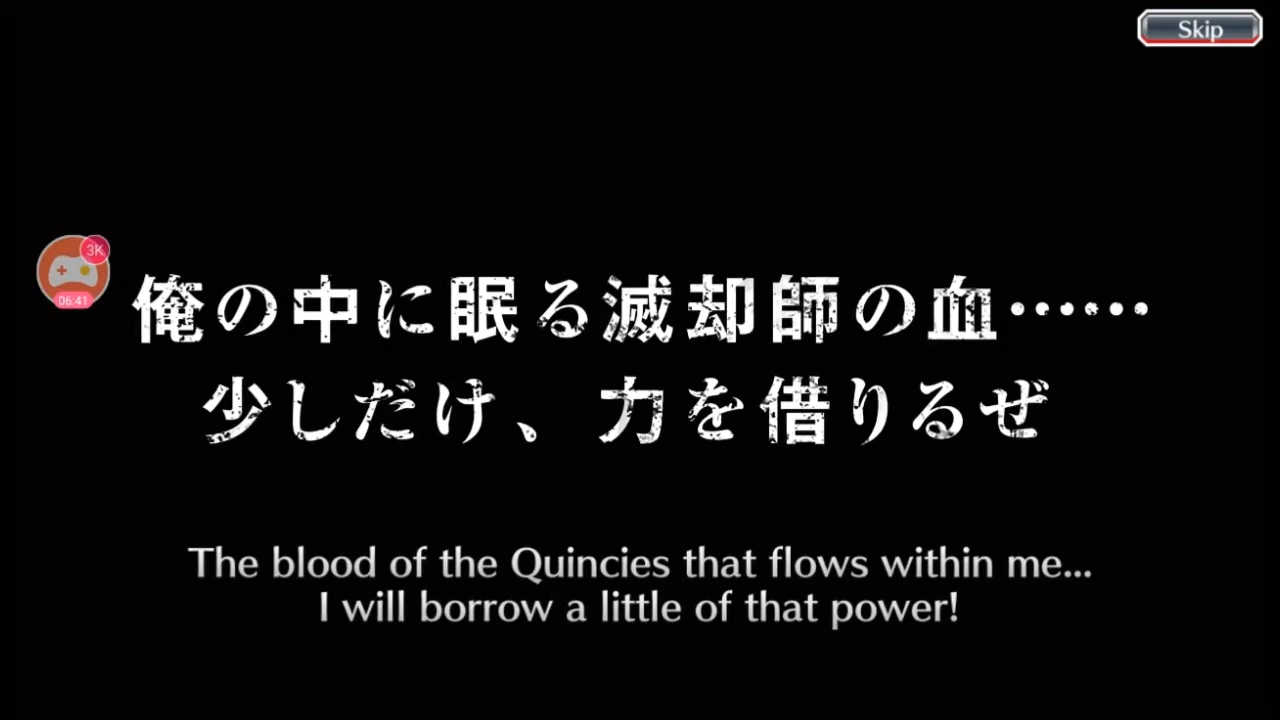 Skip
3K
06:41
俺の中に眠る滅却師の血……
少しだけ、力を借りるぜ
The blood of the Quincies that flows within me...
I will borrow a little of that power!